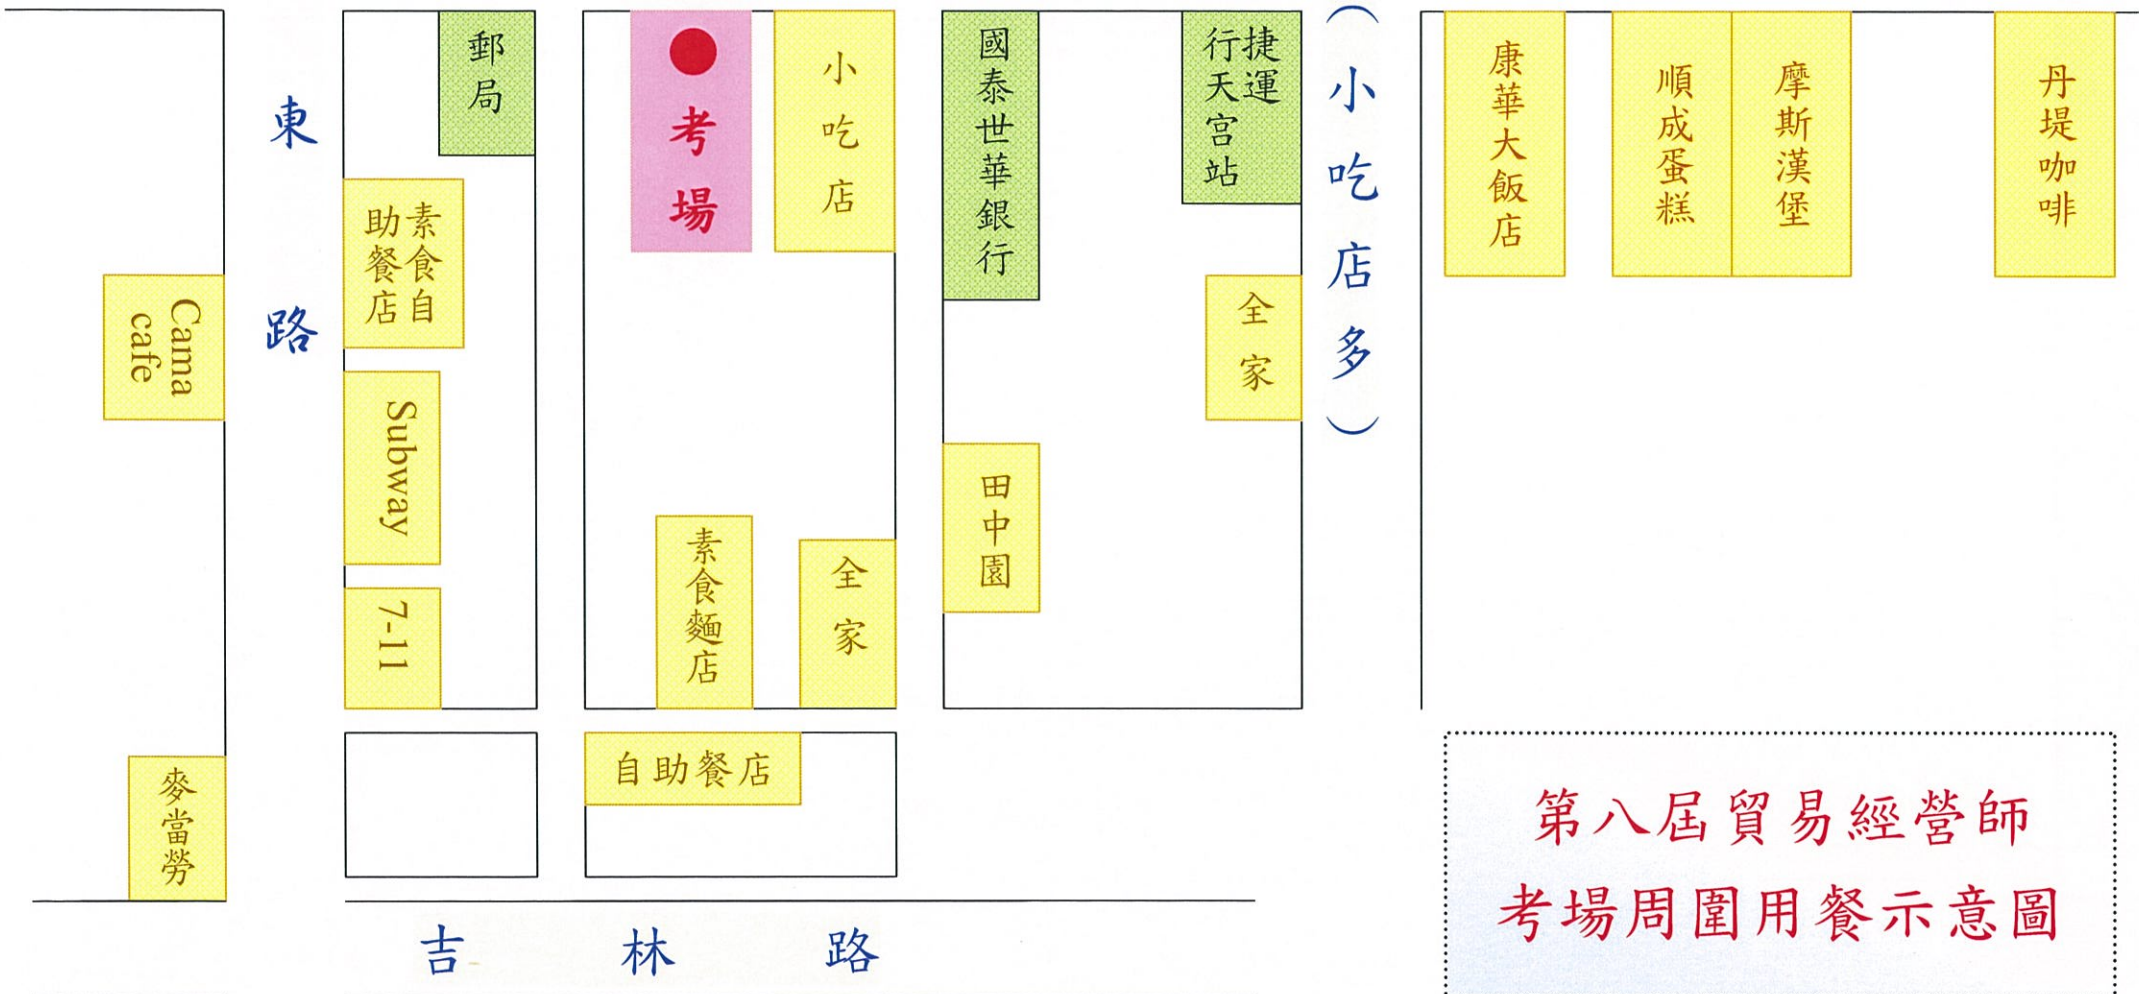 東路
郵局
考場
小吃店
國泰世華銀行
捷運
行天宮站
（小吃店多）
康華大飯店
順成蛋糕
摩斯漢堡
丹堤咖啡
素食自
助餐店
Cama
cafe
Subway
7-11
素食麵店
全家
田中園
全家
自助餐店
麥當勞
吉林路
第八屆貿易經營師
考場周圍用餐示意圖